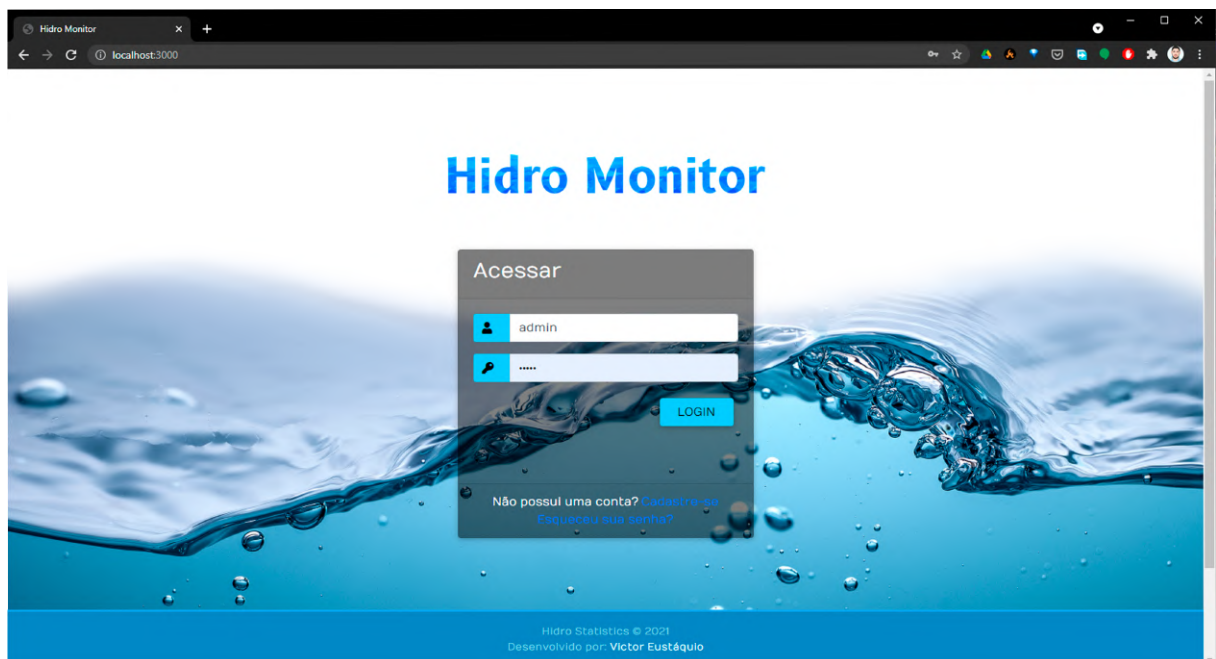 Hidro Monitor
localhost:3000
Hidro Monitor
Acessar
admin
•••••
LOGIN
Não possui uma conta? Cadastre-se
Esqueceu sua senha?
Hidro Statistics © 2021
Desenvolvido por: Victor Eustáquio